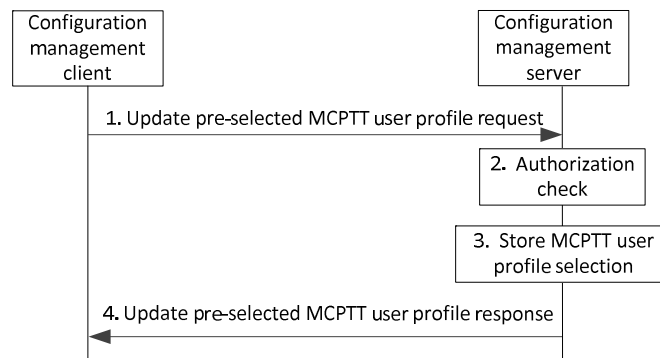 Configuration
management
client
Configuration
management
server
1. Update pre-selected MCPTT user profile request
2. Authorization
check
3. Store MCPTT user
profile selection
4. Update pre-selected MCPTT user profile response